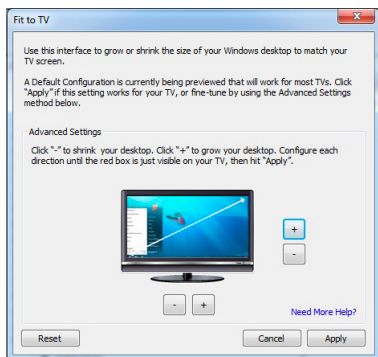 Fit to TV
Use this interface to grow or shrink the size of your Windows desktop to match your
TV screen.
A Default Configuration is currently being previewed that will work for most TVs. Click
"Apply" if this setting works for your TV, or fine-tune by using the Advanced Settings
method below.
Advanced Settings
Click "-" to shrink your desktop. Click "+" to grow your desktop. Configure each
direction until the red box is just visible on your TV, then hit "Apply".
+
-
- +
Need More Help?
Reset Cancel Apply